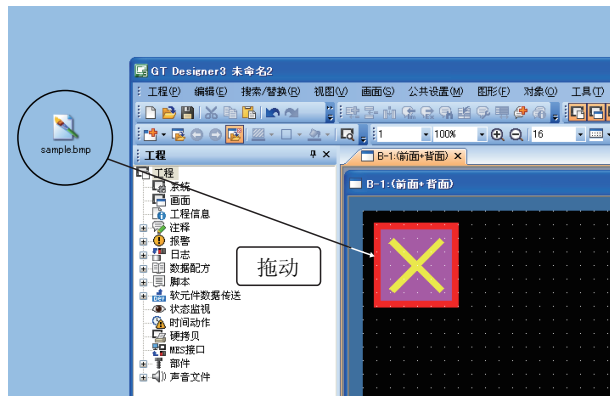 GT Designer3 未命名2
工程(P) 编辑(E) 搜索/替换(R) 视图(V) 画面(S) 公共设置(M) 图形(F) 对象(O) 工具(T)
1 100% 16
sample.bmp
工程
B-1:(前面+背面)
工程
系统
画面
工程信息
注释
报警
日志
数据配方
脚本
软元件数据传送
状态监视
时间动作
硬拷贝
MES接口
部件
声音文件
B-1:(前面+背面)
拖动